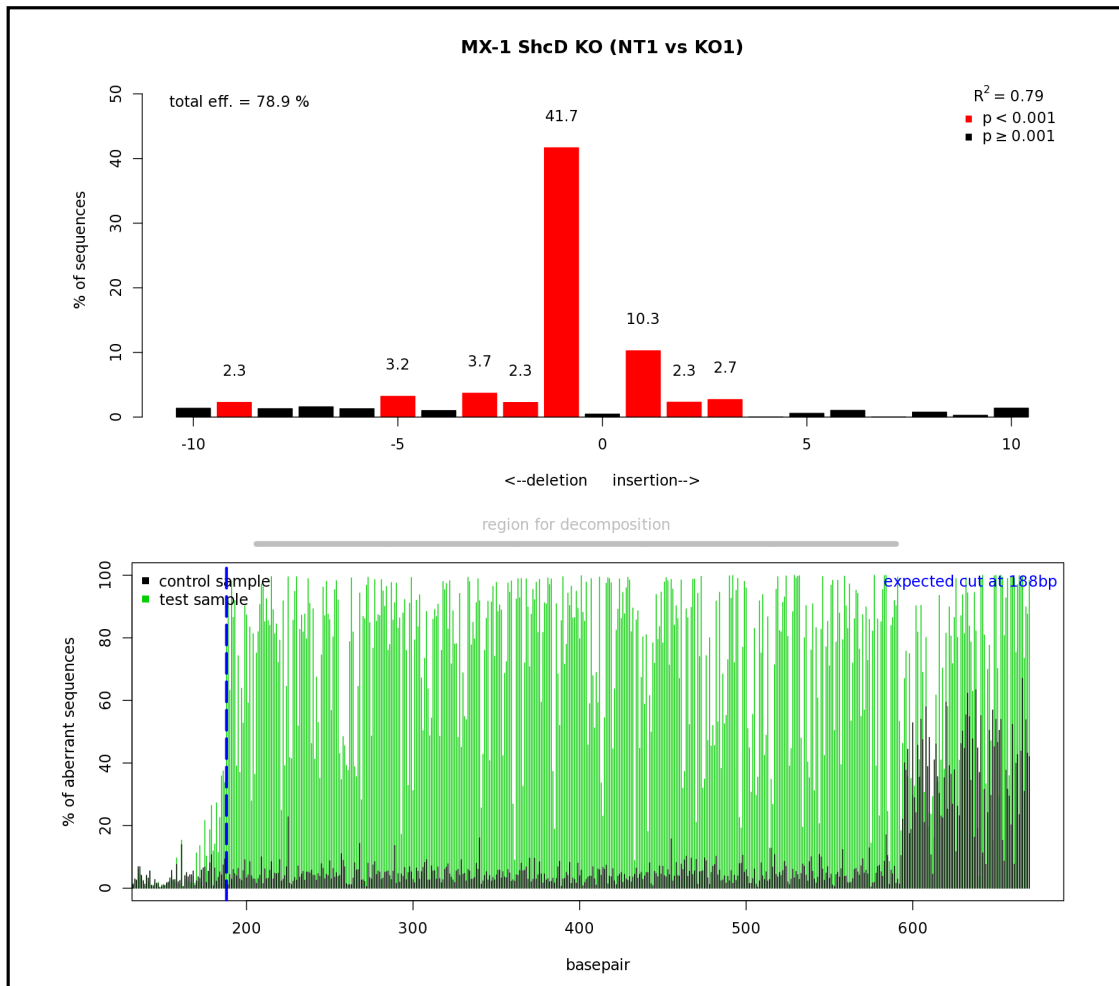 MX-1 ShcD KO (NT1 vs KO1)
total eff. = 78.9 %
R² = 0.79
p < 0.001
p ≥ 0.001
% of sequences
50
40
30
20
10
0
2.3
3.2
3.7
2.3
41.7
10.3
2.3
2.7
-10 -5 0 5 10
<--deletion insertion-->
region for decomposition
control sample
test sample
expected cut at 188bp
% of aberrant sequences
100
80
60
40
20
0
200 300 400 500 600
basepair